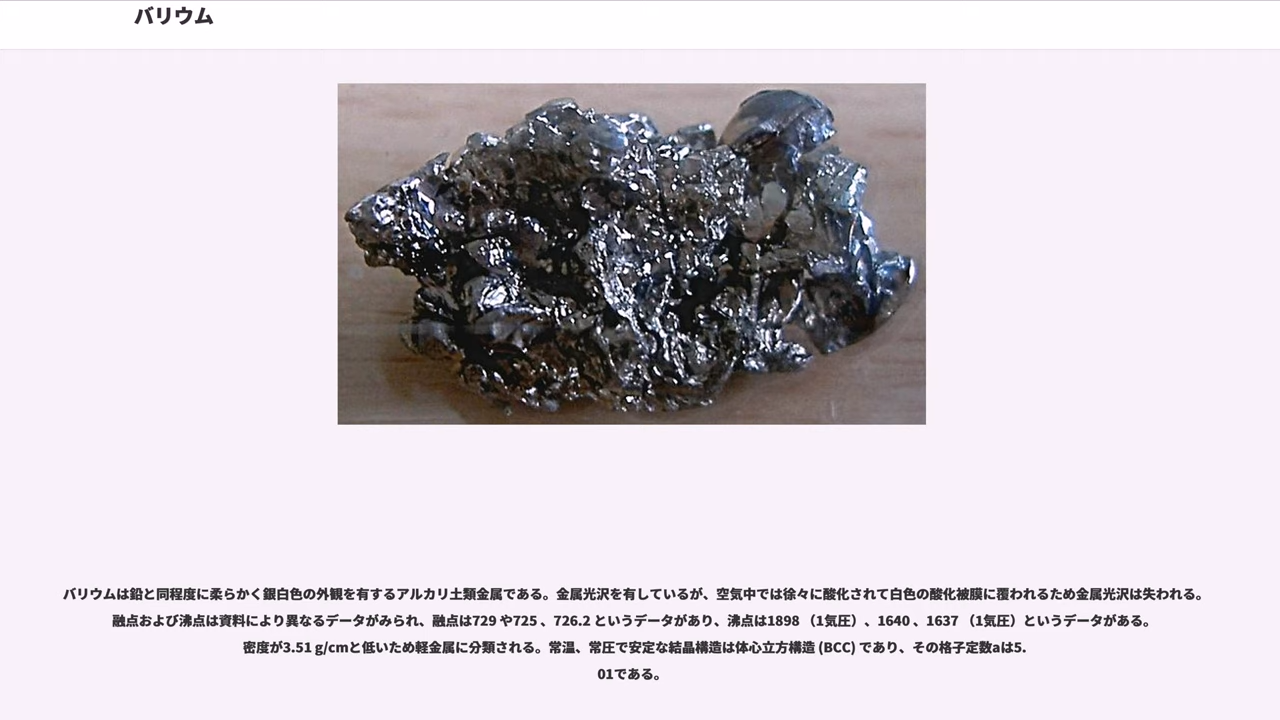 バリウム
バリウムは鉛と同程度に柔らかく銀白色の外観を有するアルカリ土類金属である。金属光沢を有しているが、空気中では徐々に酸化されて白色の酸化被膜に覆われるため金属光沢は失われる。
融点および沸点は資料により異なるデータがみられ、融点は729 や725 、726.2 というデータがあり、沸点は1898 （1気圧）、1640 、1637 （1気圧）というデータがある。
密度が3.51 g/cmと低いため軽金属に分類される。常温、常圧で安定な結晶構造は体心立方構造 (BCC) であり、その格子定数aは5.
01である。